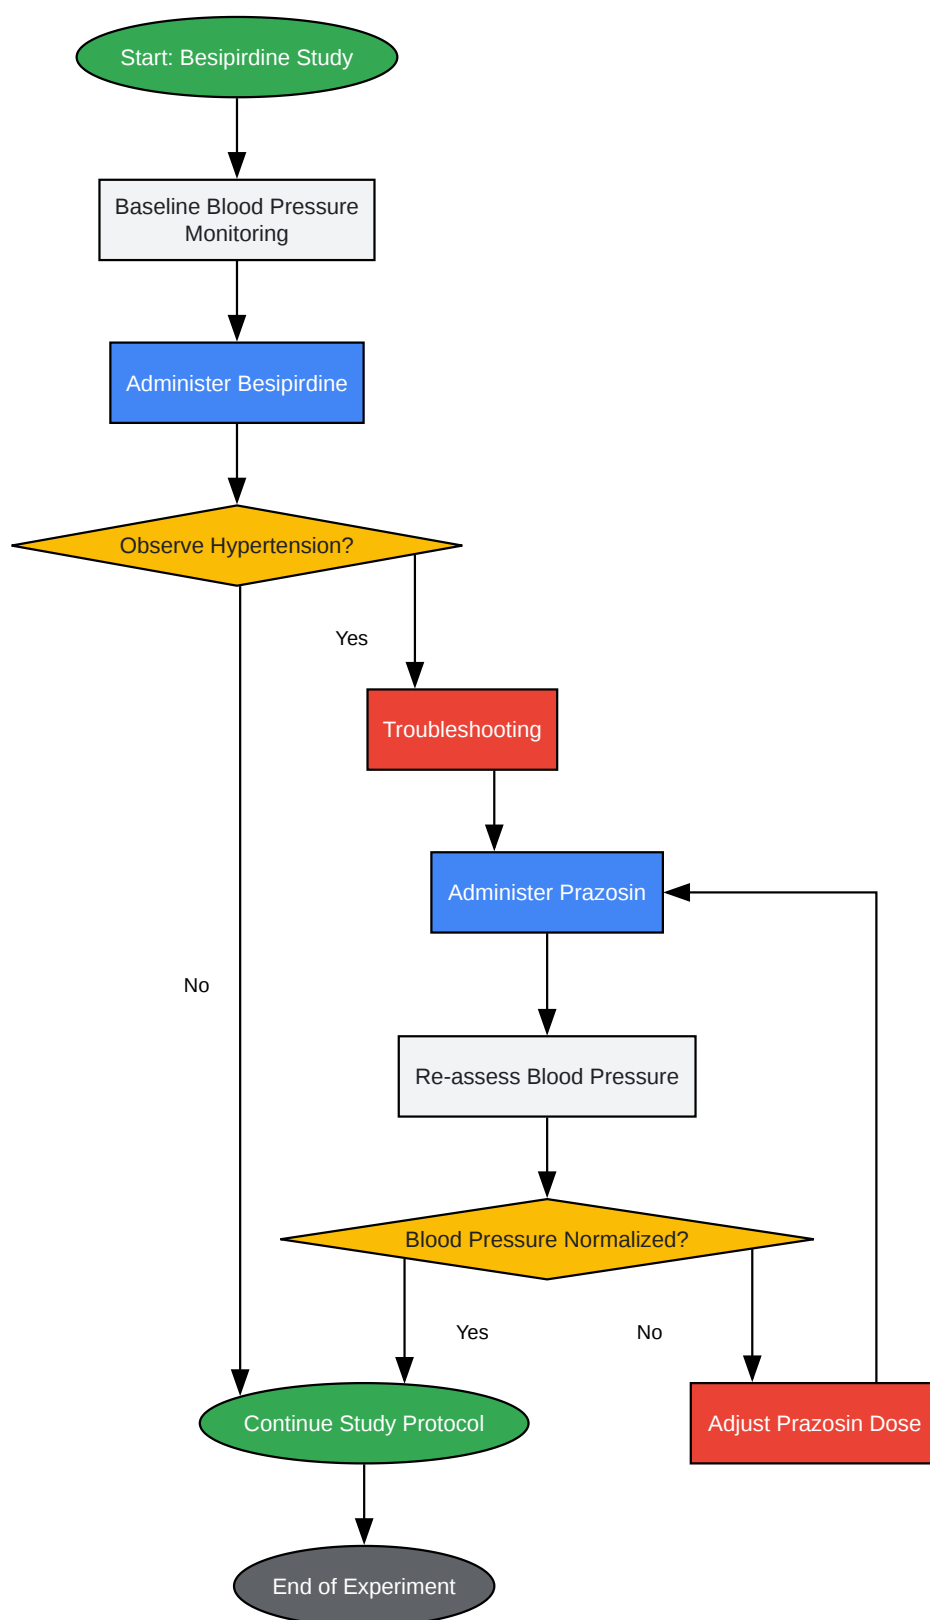 Start: Besipirdine Study
Baseline Blood Pressure
Monitoring
Administer Besipirdine
Observe Hypertension?
Yes
Troubleshooting
Administer Prazosin
No
Re-assess Blood Pressure
Blood Pressure Normalized?
Yes
No
Continue Study Protocol
Adjust Prazosin Dose
End of Experiment